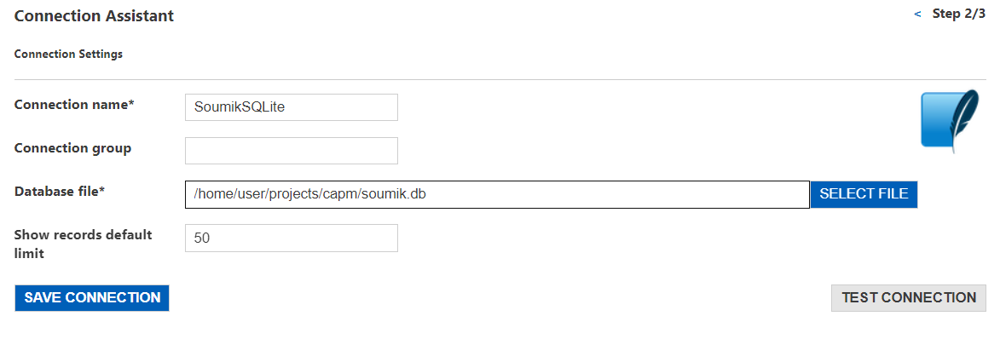 Connection Assistant
< Step 2/3
Connection Settings
Connection name*
SoumikSQLite
Connection group
Database file*
/home/user/projects/capm/soumik.db
SELECT FILE
Show records default
limit
50
SAVE CONNECTION
TEST CONNECTION